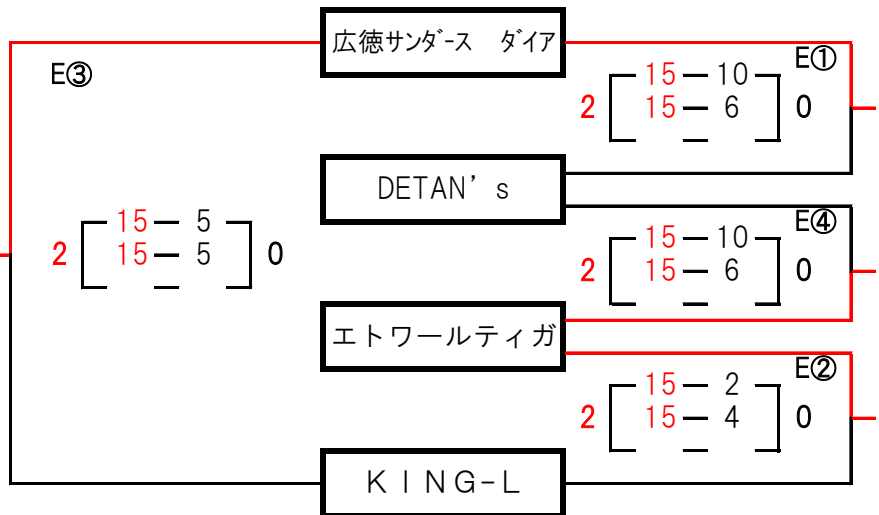 広徳サンダース　ダイア
E③
E①
15 — 10
2 15 — 6 0
—
DETAN’s
15 — 5
2 15 — 5 0
—
E④
15 — 10
2 15 — 6 0
—
エトワールティガ
E②
15 — 2
2 15 — 4 0
—
ＫＩＮＧ−Ｌ